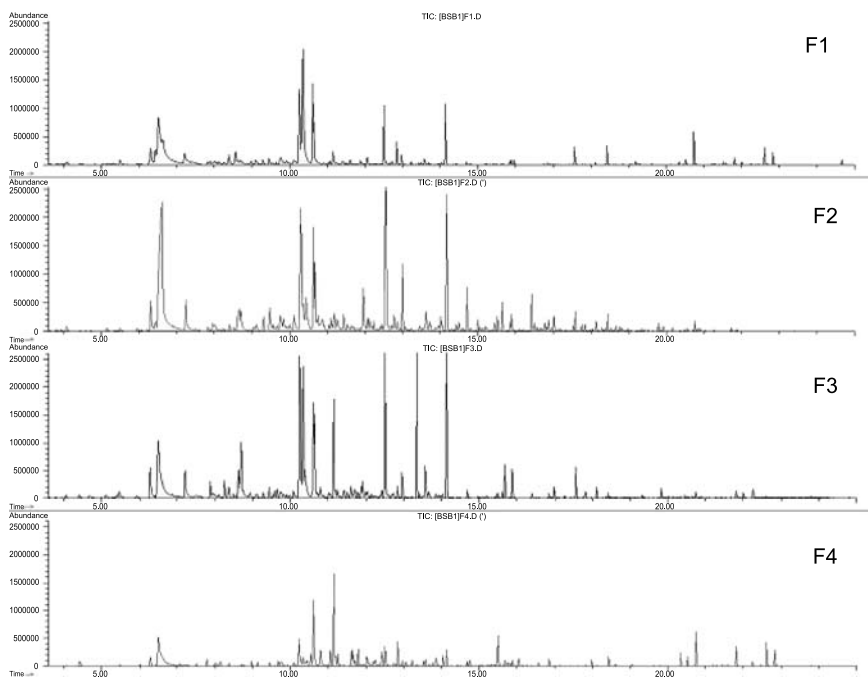 Abundance
TIC: [BSB1]F1.D
2500000
F1
2000000
1500000
1000000
500000
0
Time --> 5.00 10.00 15.00 20.00
Abundance
TIC: [BSB1]F2.D (')
2500000
F2
2000000
1500000
1000000
500000
0
Time --> 5.00 10.00 15.00 20.00
Abundance
TIC: [BSB1]F3.D
2500000
F3
2000000
1500000
1000000
500000
0
Time --> 5.00 10.00 15.00 20.00
Abundance
TIC: [BSB1]F4.D (')
2500000
F4
2000000
1500000
1000000
500000
0
Time --> 5.00 10.00 15.00 20.00